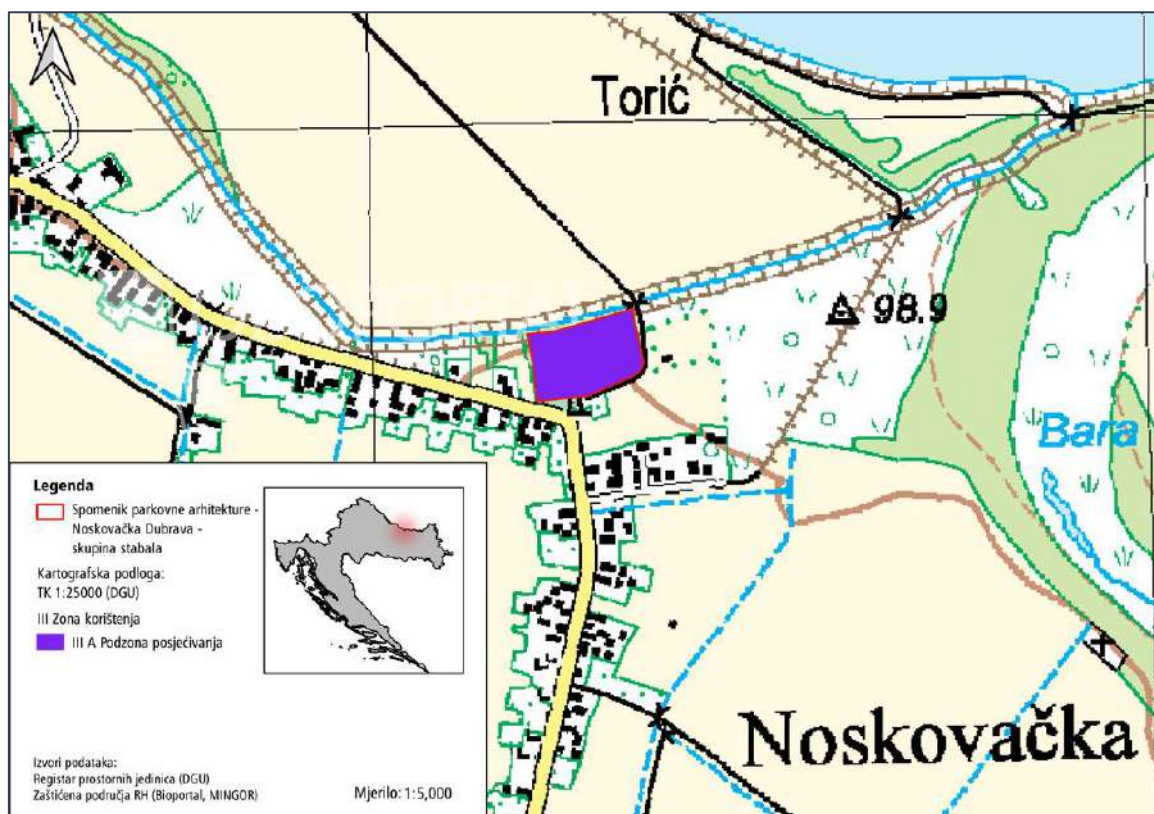 Torić
98.9
Bara
Noskovačka
Legenda
Spomenik parkovne arhitekture -
Noskovačka Dubrava -
skupina stabala
Kartografska podloga:
TK 1:25000 (DGU)
III Zona korištenja
III A Podzona posjećivanja
Izvori podataka:
Registar prostornih jedinica (DGU)
Zaštićena područja RH (Bioportal, MINGOR)
Mjerilo: 1:5,000